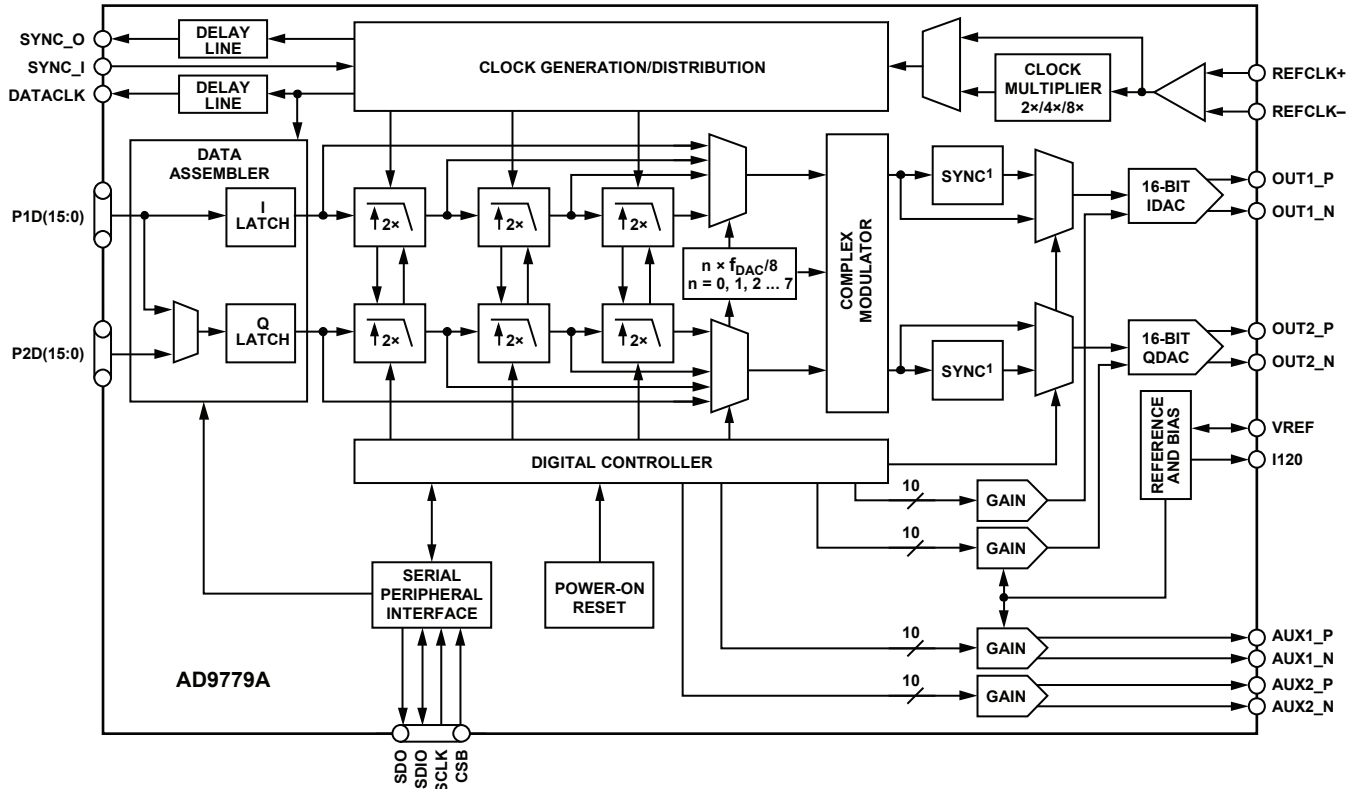 SYNC_O
DELAY
LINE
SYNC_I
DATACLK
DELAY
LINE
CLOCK GENERATION/DISTRIBUTION
CLOCK
MULTIPLIER
2×/4×/8×
REFCLK+
REFCLK–
DATA
ASSEMBLER
P1D(15:0)
I
LATCH
2×
2×
2×
n × fDAC/8
n = 0, 1, 2 ... 7
COMPLEX
MODULATOR
SYNC1
16-BIT
IDAC
OUT1_P
OUT1_N
P2D(15:0)
Q
LATCH
2×
2×
2×
SYNC1
16-BIT
QDAC
OUT2_P
OUT2_N
REFERENCE
AND BIAS
VREF
I120
DIGITAL CONTROLLER
10
GAIN
10
GAIN
SERIAL
PERIPHERAL
INTERFACE
POWER-ON
RESET
10
GAIN
AUX1_P
AUX1_N
10
GAIN
AUX2_P
AUX2_N
AD9779A
SDO
SDIO
SCLK
CSB